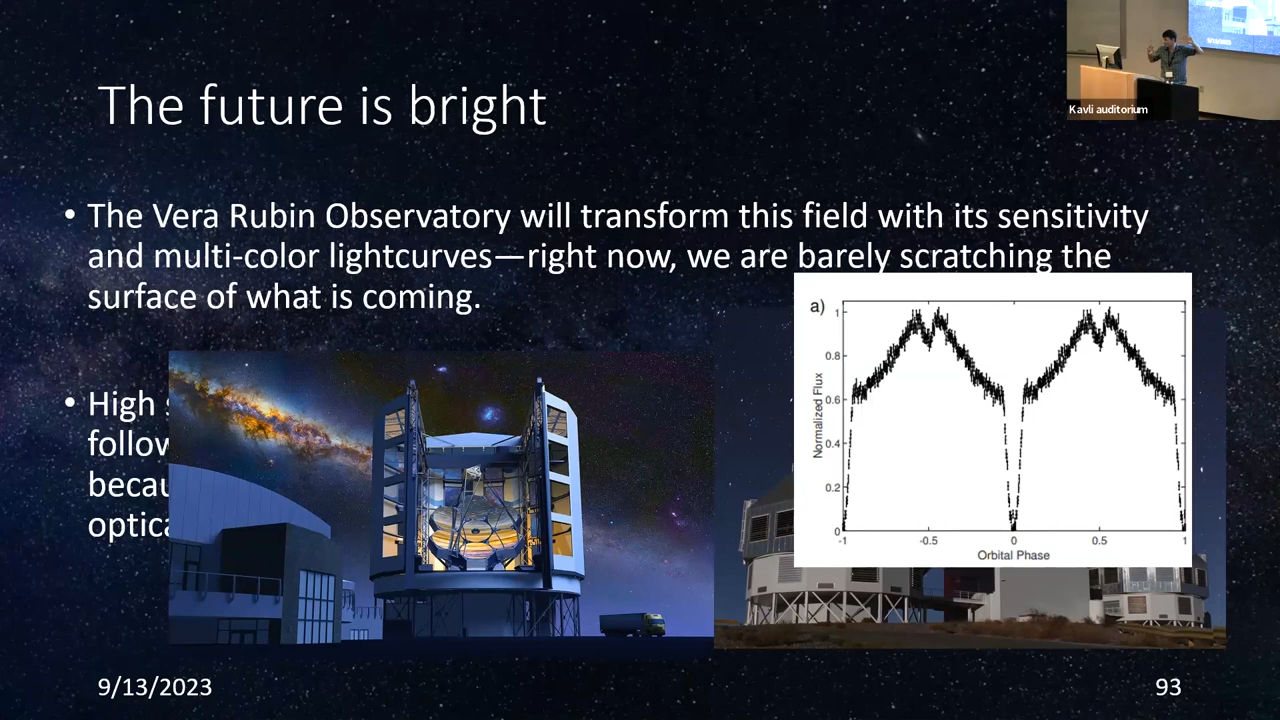 The future is bright
Kavli auditorium
• The Vera Rubin Observatory will transform this field with its sensitivity
and multi-color lightcurves—right now, we are barely scratching the
surface of what is coming.
• High
follow
optica
a)
1
0.8
0.6
0.4
0.2
0
Normalized Flux
-1 -0.5 0 0.5 1
Orbital Phase
9/13/2023
93